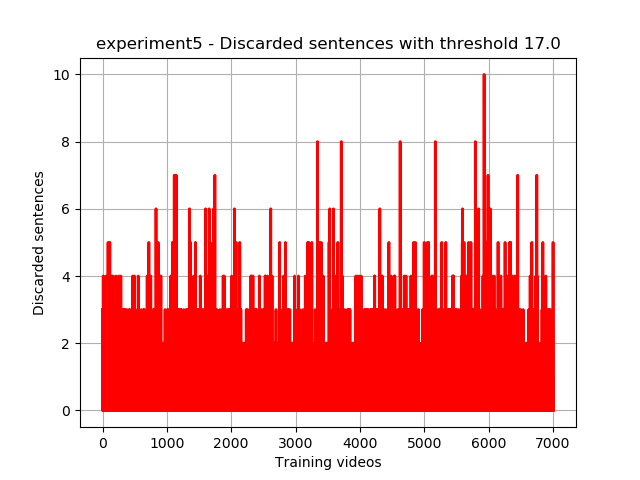 experiment5 - Discarded sentences with threshold 17.0
10
8
6
4
2
0
Discarded sentences
0 1000 2000 3000 4000 5000 6000 7000
Training videos